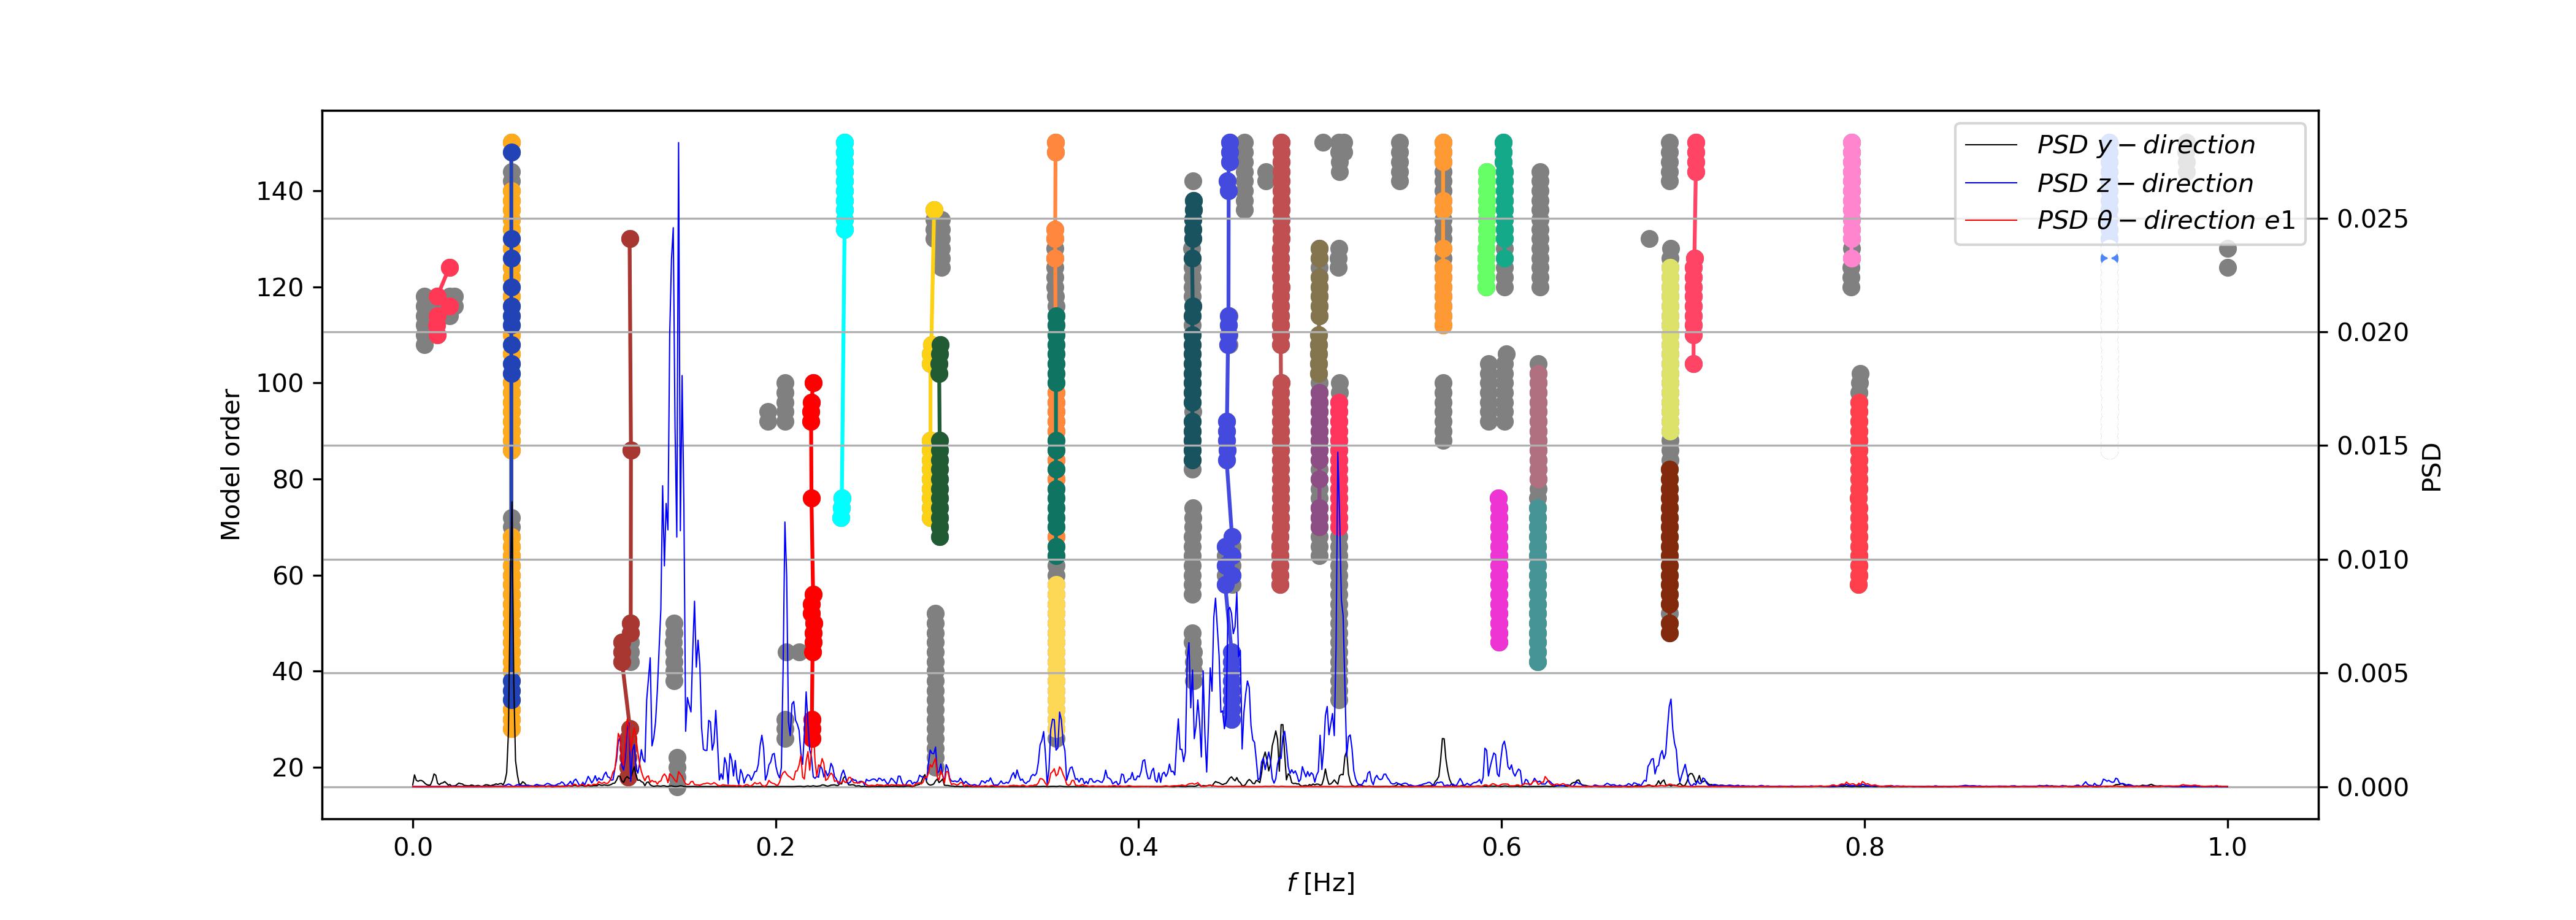 PSD y − direction
PSD z − direction
PSD θ − direction e1
Model order
140
120
100
80
60
40
20
0.025
0.020
0.015
0.010
0.005
0.000
PSD
0.0 0.2 0.4 0.6 0.8 1.0
f [Hz]